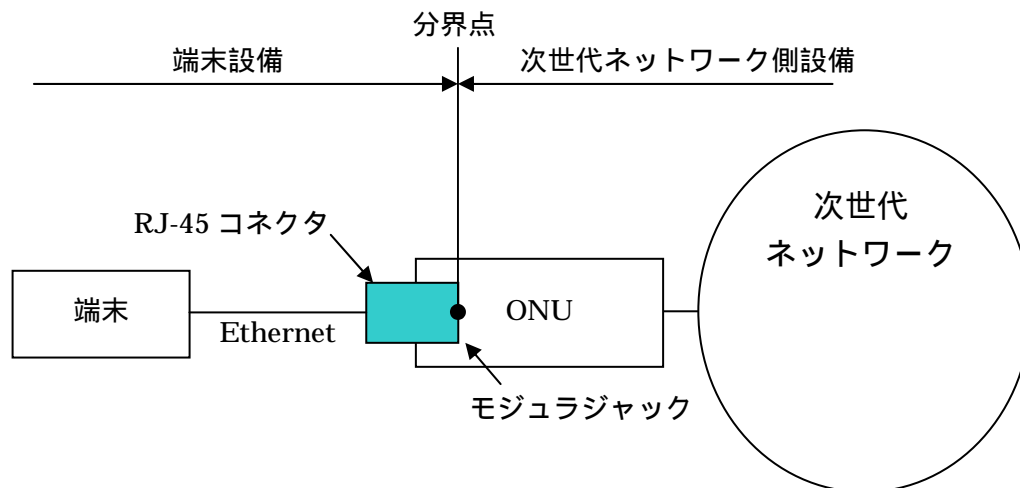 分界点
端末設備
次世代ネットワーク側設備
RJ-45 コネクタ
次世代
ネットワーク
端末
Ethernet
ONU
モジュラジャック